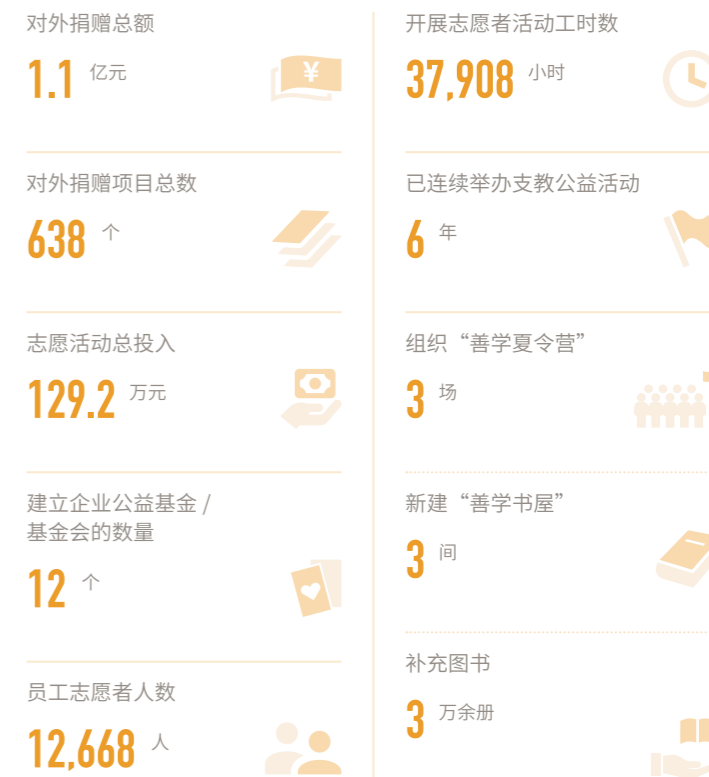 对外捐赠总额
1.1 亿元
¥
对外捐赠项目总数
638 个
志愿活动总投入
129.2 万元
建立企业公益基金 /
基金会的数量
12 个
员工志愿者人数
12,668 人
开展志愿者活动工时数
37,908 小时
已连续举办支教公益活动
6 年
组织“善学夏令营”
3 场
新建“善学书屋”
3 间
补充图书
3 万余册